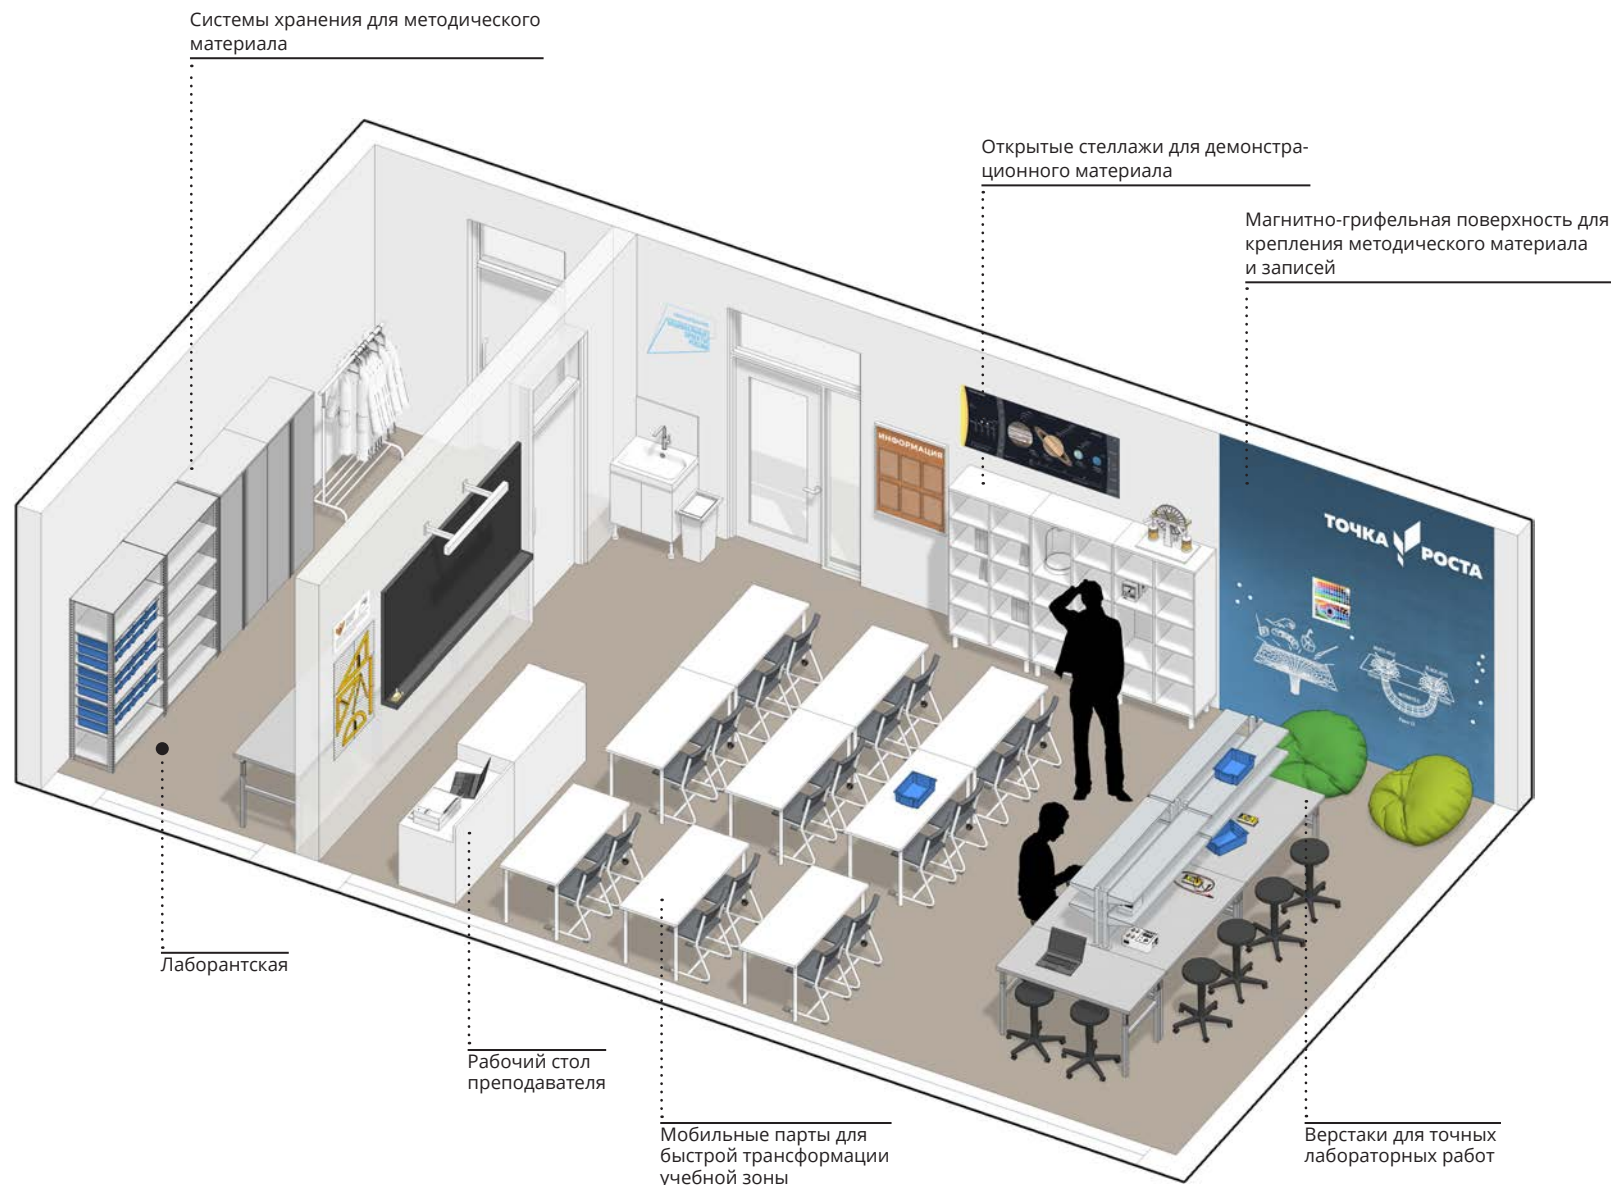 Системы хранения для методического
материала
Открытые стеллажи для демонстра-
ционного материала
Магнитно-грифельная поверхность для
крепления методического материала
и записей
ИНФОРМАЦИЯ
ТОЧКА
РОСТА
Лаборантская
Рабочий стол
преподавателя
Мобильные парты для
быстрой трансформации
учебной зоны
Верстаки для точных
лабораторных работ